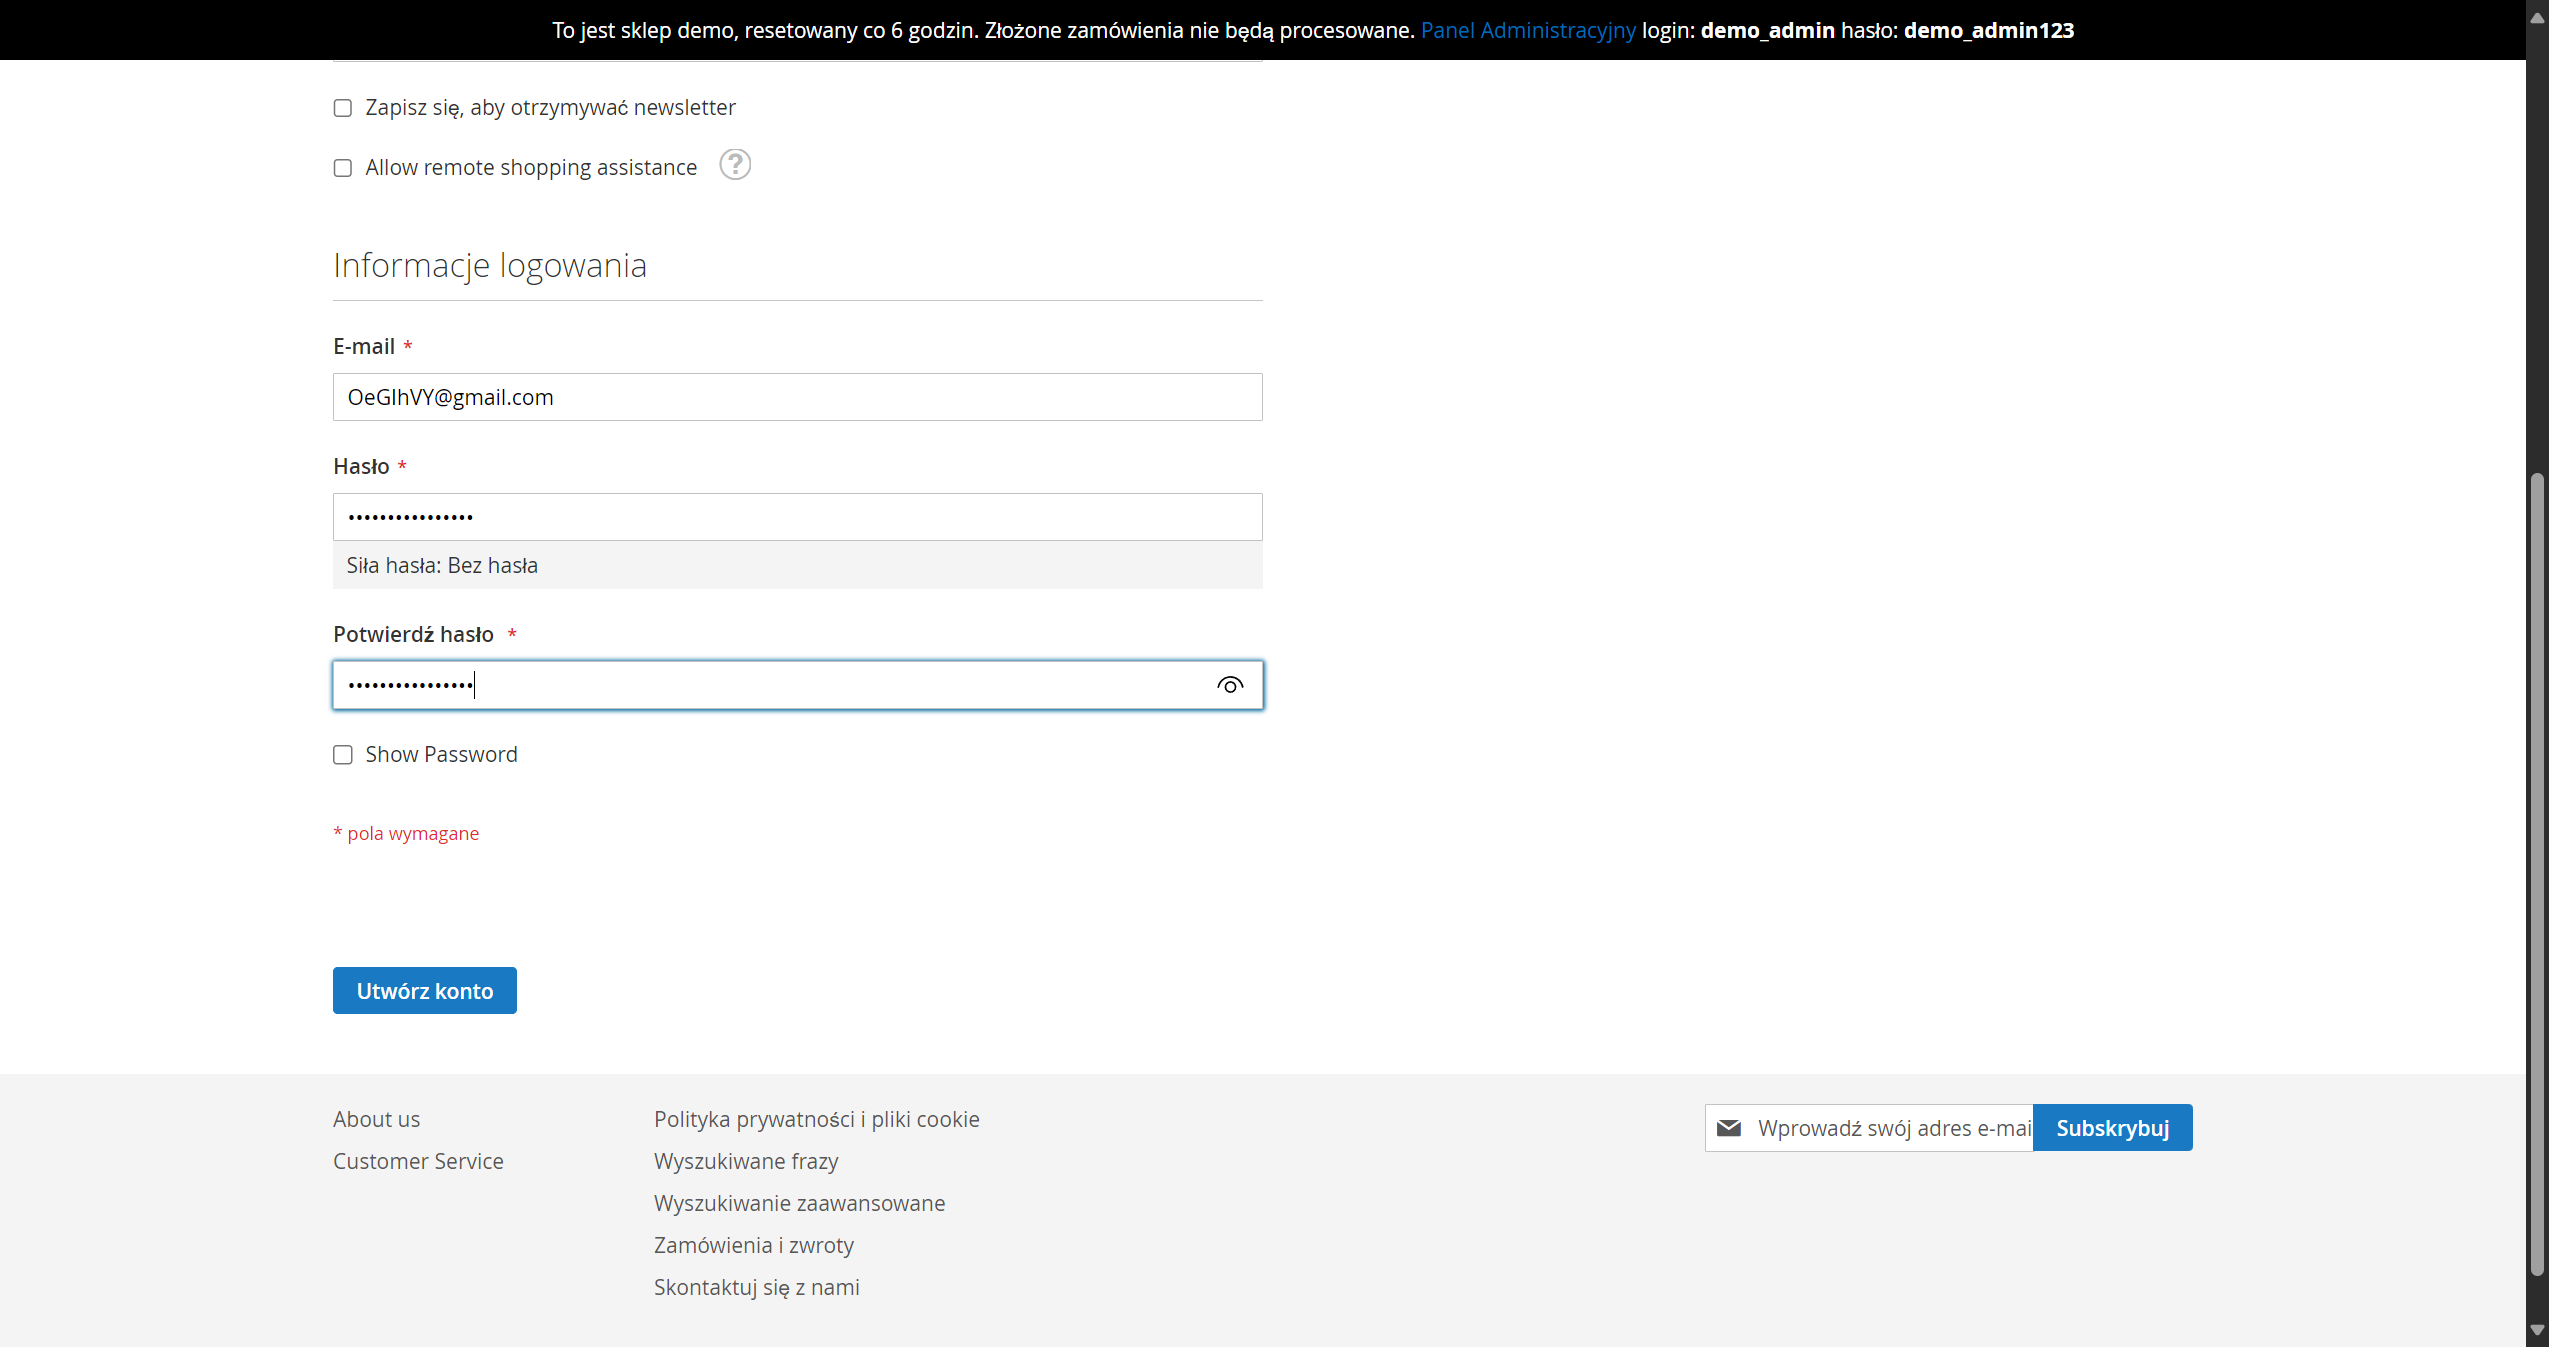 To jest sklep demo, resetowany co 6 godzin. Złożone zamówienia nie będą procesowane. Panel Administracyjny login: demo_admin hasło: demo_admin123
Zapisz się, aby otrzymywać newsletter
Allow remote shopping assistance ?
Informacje logowania
E-mail *
OeGlhVY@gmail.com
Hasło *
••••••••••••••••
Siła hasła: Bez hasła
Potwierdź hasło *
••••••••••••••••
Show Password
* pola wymagane
Utwórz konto
About us
Customer Service
Polityka prywatności i pliki cookie
Wyszukiwane frazy
Wyszukiwanie zaawansowane
Zamówienia i zwroty
Skontaktuj się z nami
Wprowadź swój adres e-mai
Subskrybuj